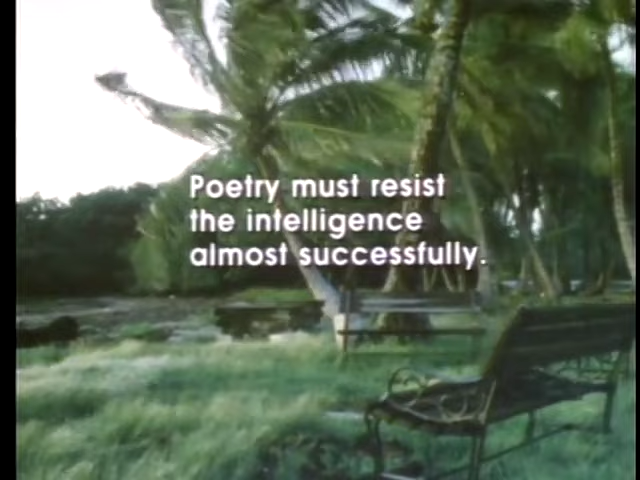 Poetry must resist
the intelligence
almost successfully.